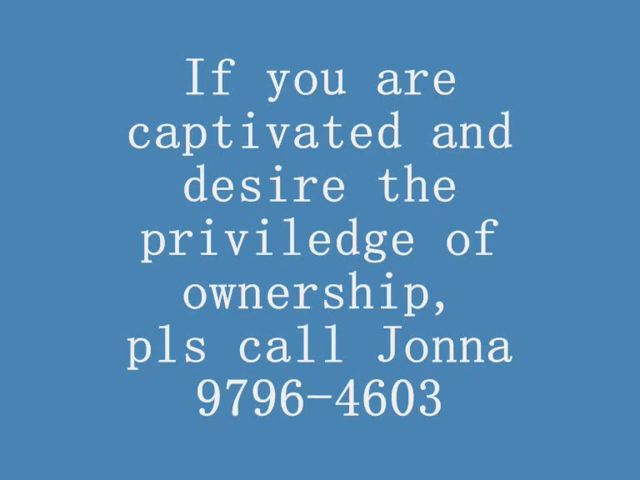 If you are
captivated and
desire the
priviledge of
ownership,
pls call Jonna
9796-4603